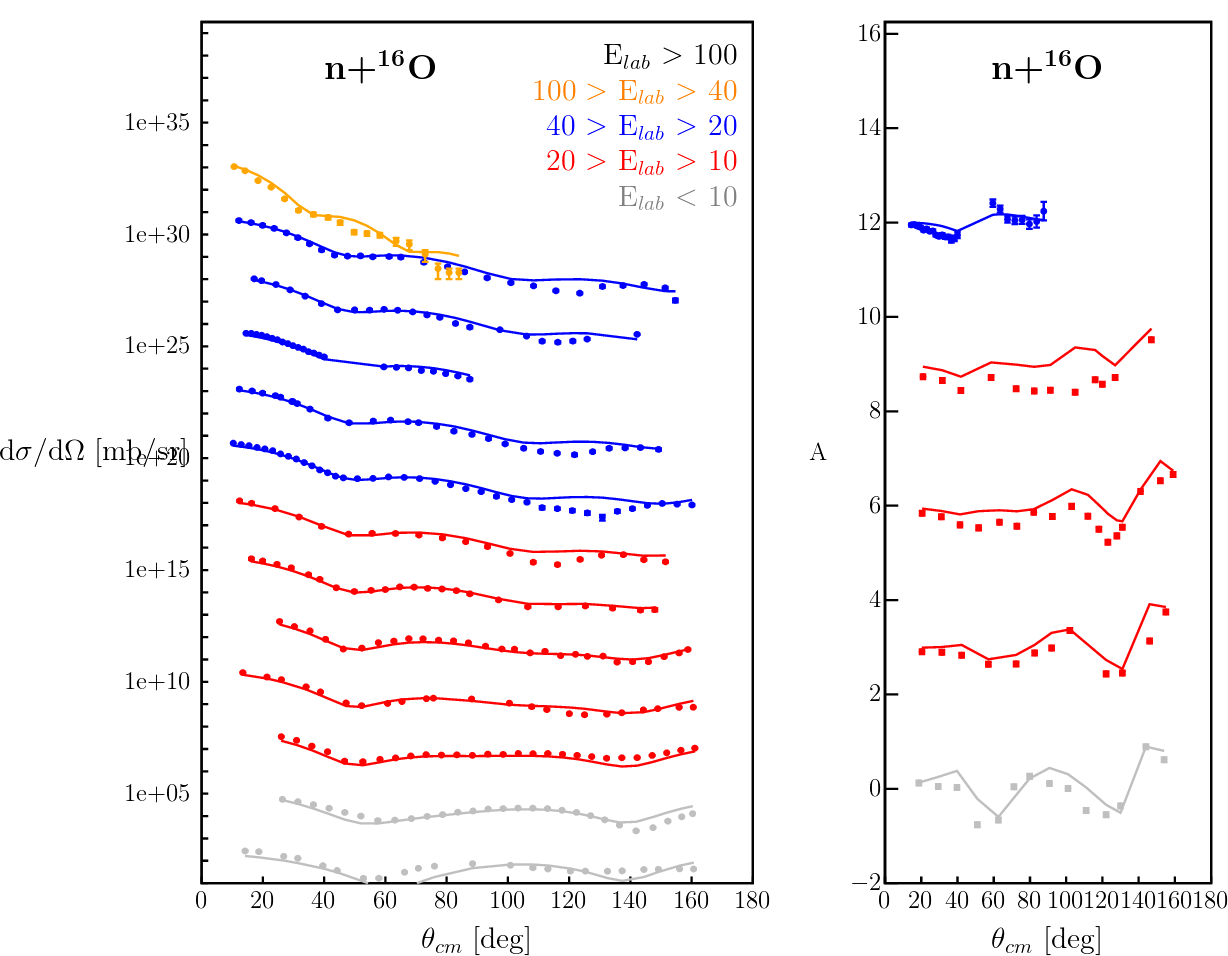 n+¹⁶O
E_lab > 100
100 > E_lab > 40
40 > E_lab > 20
20 > E_lab > 10
E_lab < 10
1e+35
1e+30
1e+25
1e+20
1e+15
1e+10
1e+05
dσ/dΩ [mb/sr]
0 20 40 60 80 100 120 140 160 180
θ_cm [deg]
n+¹⁶O
16
14
12
10
8
6
4
2
0
−2
A
0 20 40 60 80 100 120 140 160 180
θ_cm [deg]